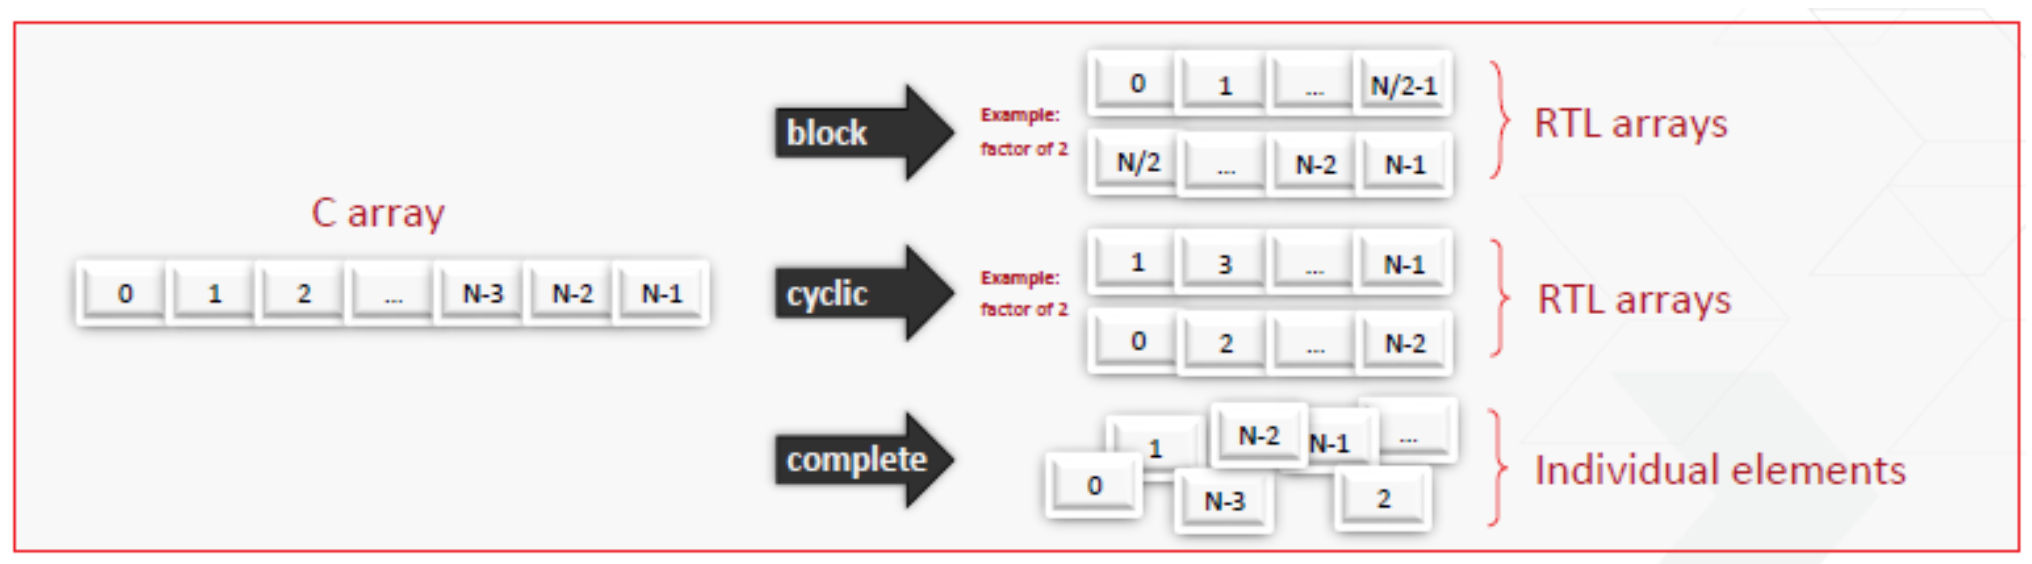 C array
0 1 2 ... N-3 N-2 N-1
block
Example:
factor of 2
0 1 ... N/2-1
N/2 ... N-2 N-1
RTL arrays
cyclic
Example:
factor of 2
1 3 ... N-1
0 2 ... N-2
RTL arrays
complete
0 1 N-2 N-1 ...
N-3 2
Individual elements